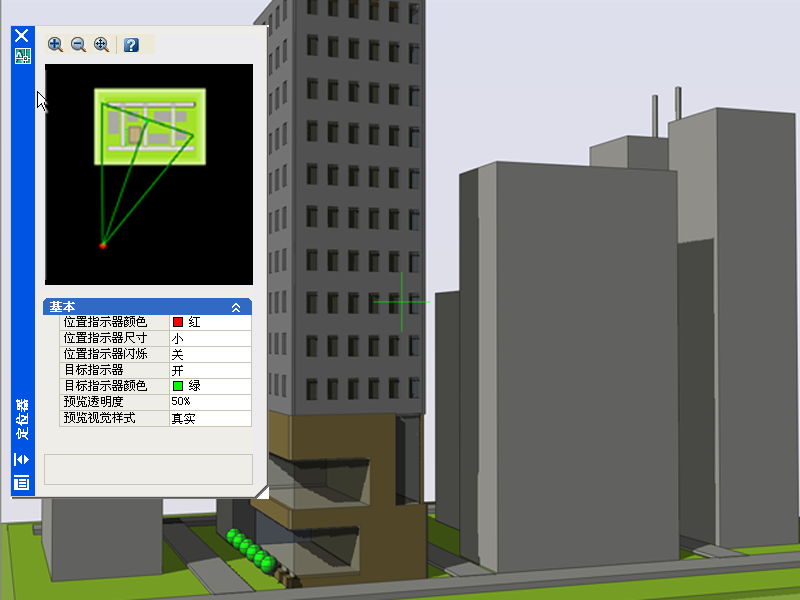 基本
位置指示器颜色 红
位置指示器尺寸 小
位置指示器闪烁 关
目标指示器 开
目标指示器颜色 绿
预览透明度 50%
预览视觉样式 真实
定位器